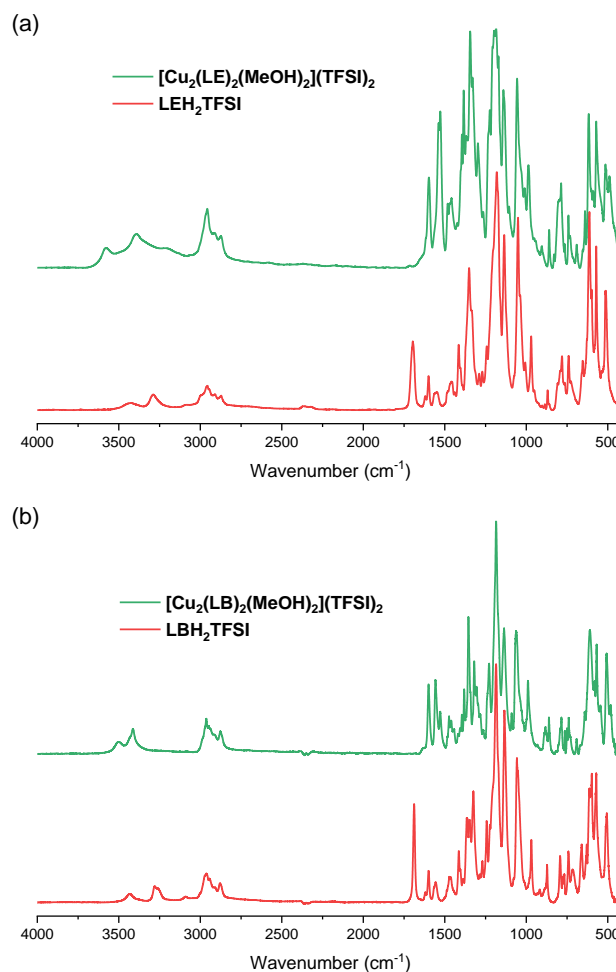 (a)
[Cu₂(LE)₂(MeOH)₂](TFSI)₂
LEH₂TFSI
4000 3500 3000 2500 2000 1500 1000 500
Wavenumber (cm⁻¹)
(b)
[Cu₂(LB)₂(MeOH)₂](TFSI)₂
LBH₂TFSI
4000 3500 3000 2500 2000 1500 1000 500
Wavenumber (cm⁻¹)